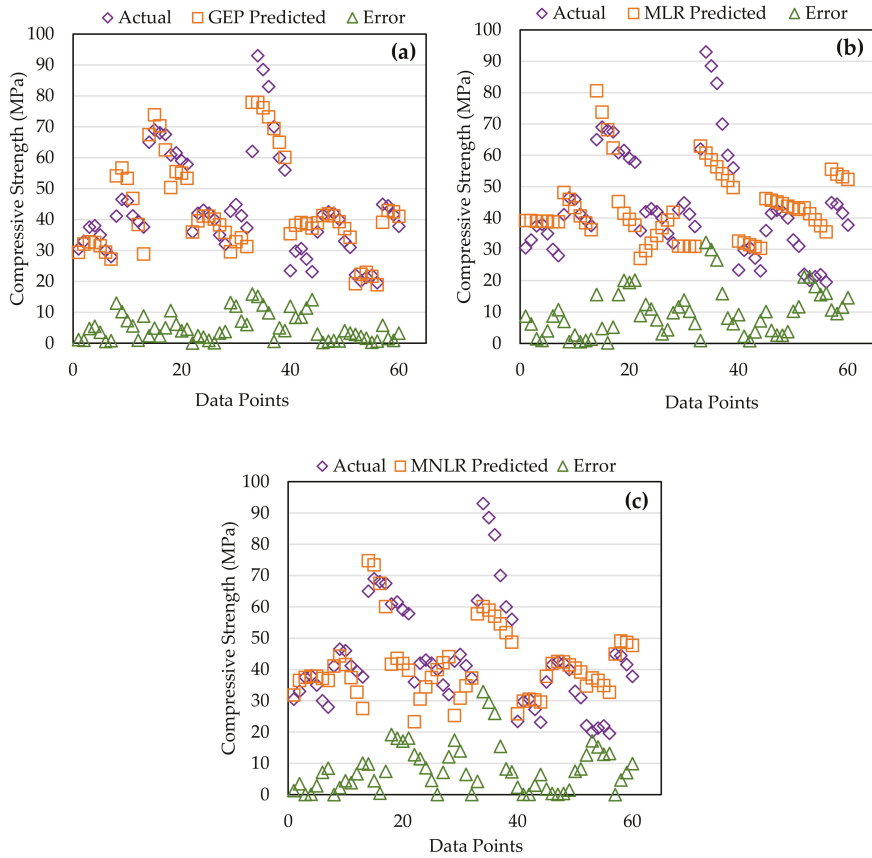 Actual GEP Predicted Error
(a)
Compressive Strength (MPa)
100
90
80
70
60
50
40
30
20
10
0
0 20 40 60
Data Points
Actual MLR Predicted Error
(b)
Compressive Strength (MPa)
100
90
80
70
60
50
40
30
20
10
0
0 20 40 60
Data Points
Actual MNLR Predicted Error
(c)
Compressive Strength (MPa)
100
90
80
70
60
50
40
30
20
10
0
0 20 40 60
Data Points